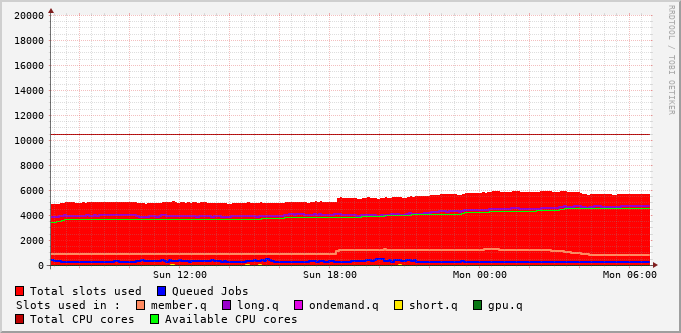 RRDTOOL / TOBI OETIKER
20000
18000
16000
14000
12000
10000
8000
6000
4000
2000
0
Sun 12:00 Sun 18:00 Mon 00:00 Mon 06:00
Total slots used Queued Jobs
Slots used in : member.q long.q ondemand.q short.q gpu.q
Total CPU cores Available CPU cores